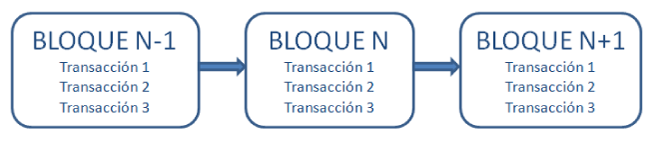 BLOQUE N-1
Transacción 1
Transacción 2
Transacción 3
BLOQUE N
Transacción 1
Transacción 2
Transacción 3
BLOQUE N+1
Transacción 1
Transacción 2
Transacción 3